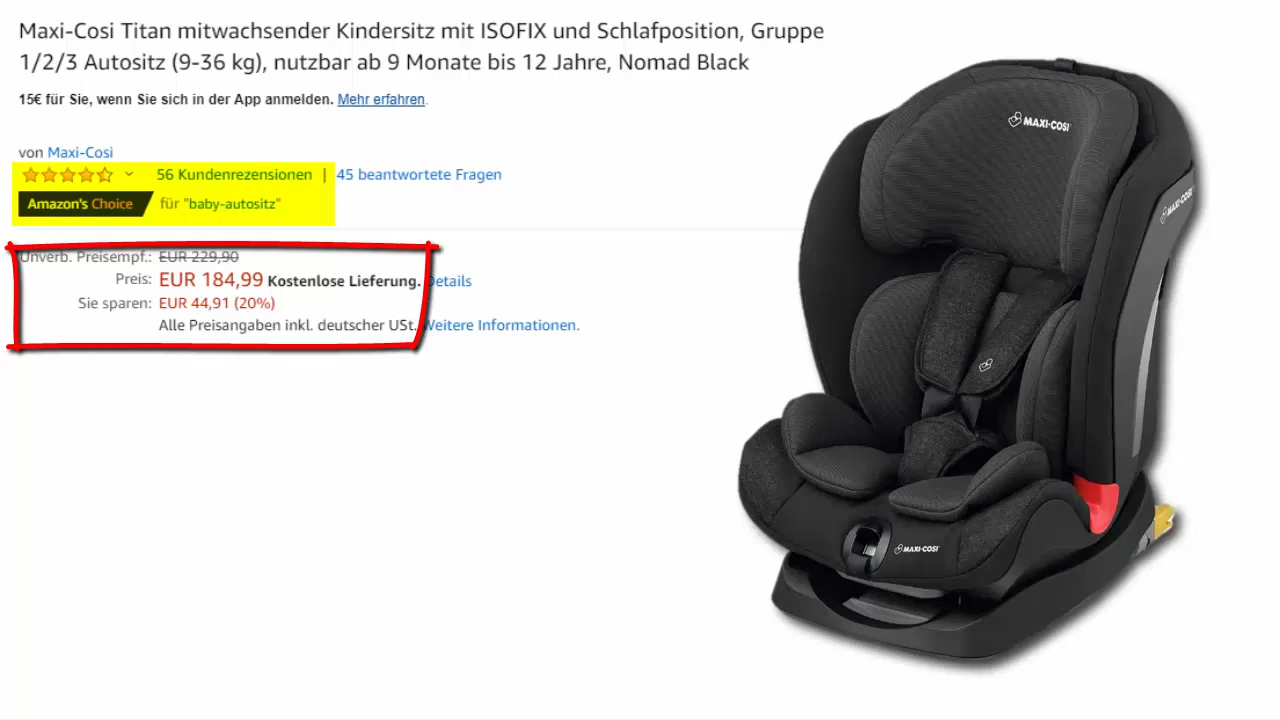 Maxi-Cosi Titan mitwachsender Kindersitz mit ISOFIX und Schlafposition, Gruppe
1/2/3 Autositz (9-36 kg), nutzbar ab 9 Monate bis 12 Jahre, Nomad Black
15€ für Sie, wenn Sie sich in der App anmelden. Mehr erfahren.
von Maxi-Cosi
56 Kundenrezensionen | 45 beantwortete Fragen
Amazon's Choice für "baby-autositz"
Unverb. Preisempf.: EUR 229,90
Preis: EUR 184,99 Kostenlose Lieferung. Details
Sie sparen: EUR 44,91 (20%)
Alle Preisangaben inkl. deutscher USt. Weitere Informationen.
MAXI-COSI
MAXI-COSI
MAXI-COSI